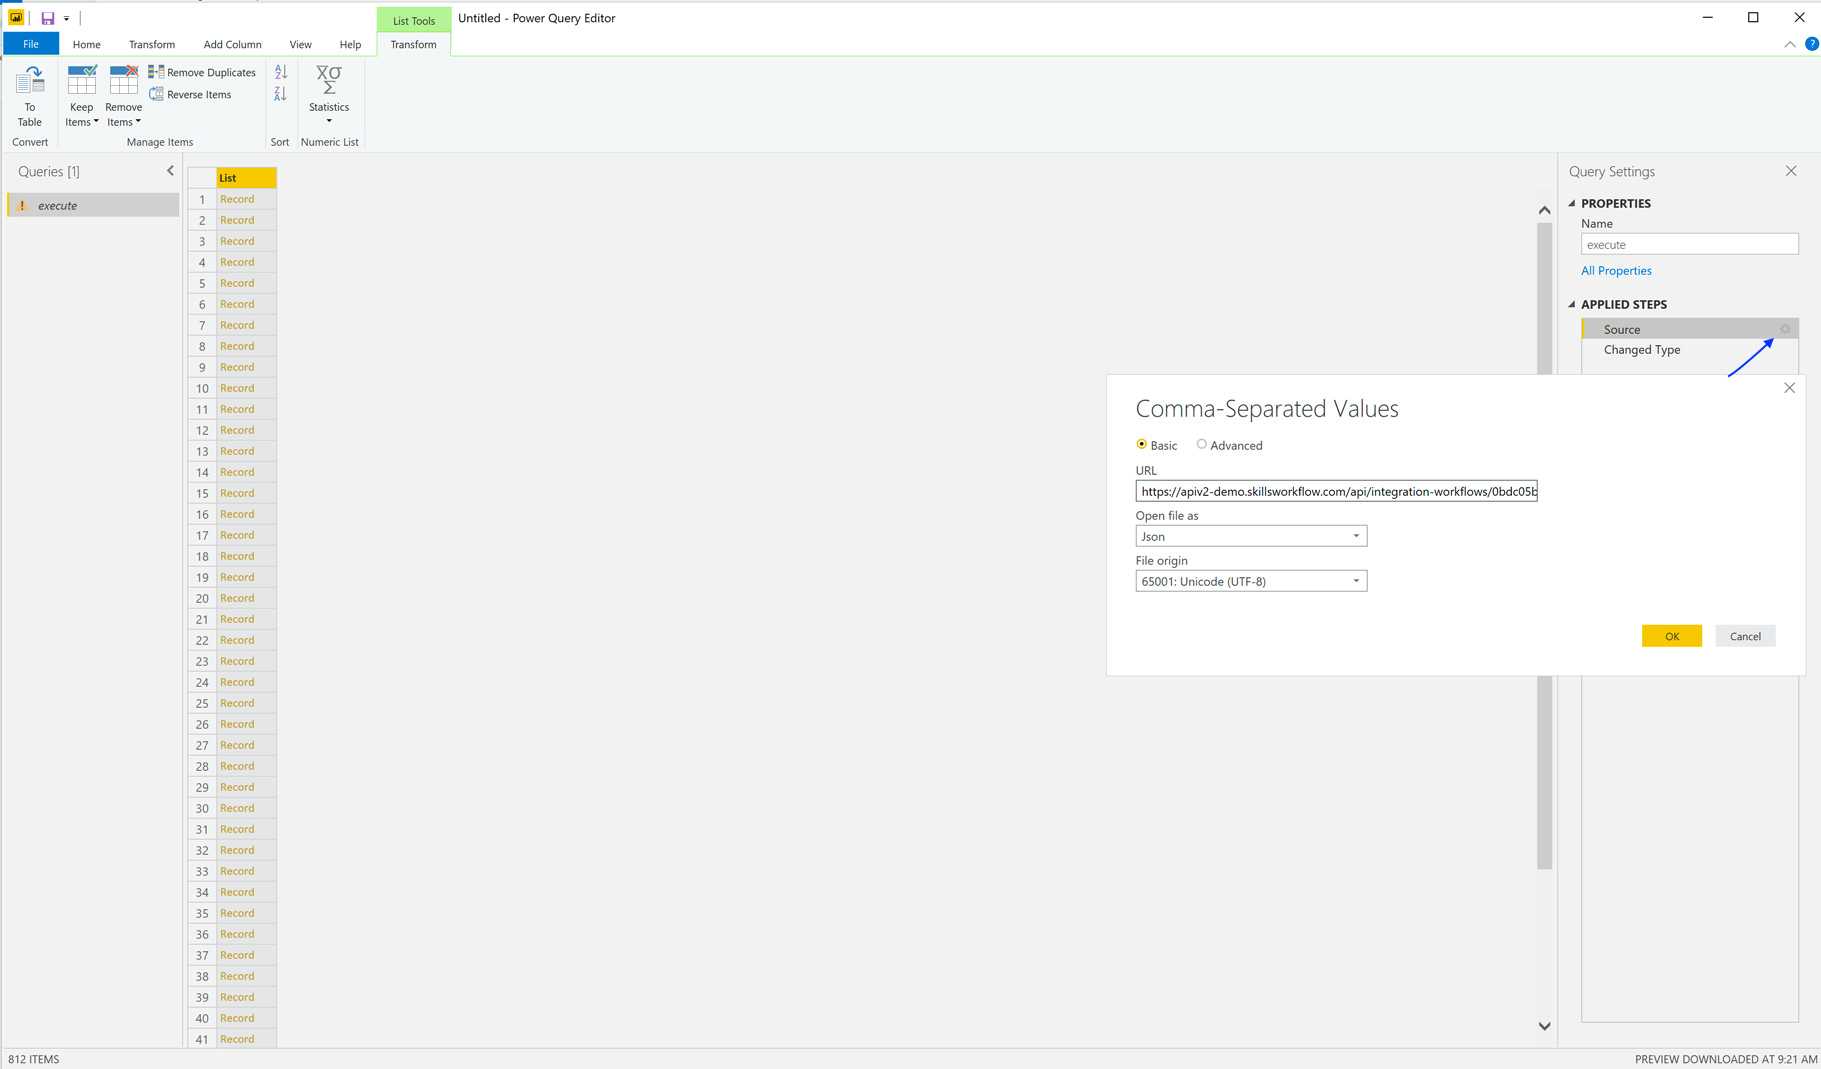 List Tools
Untitled - Power Query Editor
File
Home
Transform
Add Column
View
Help
Transform
?
To
Table
Keep
Items
Remove
Items
Remove Duplicates
Reverse Items
A
Z
Z
A
Statistics
Convert
Manage Items
Sort
Numeric List
Queries [1]
execute
List
1 Record
2 Record
3 Record
4 Record
5 Record
6 Record
7 Record
8 Record
9 Record
10 Record
11 Record
12 Record
13 Record
14 Record
15 Record
16 Record
17 Record
18 Record
19 Record
20 Record
21 Record
22 Record
23 Record
24 Record
25 Record
26 Record
27 Record
28 Record
29 Record
30 Record
31 Record
32 Record
33 Record
34 Record
35 Record
36 Record
37 Record
38 Record
39 Record
40 Record
41 Record
Query Settings
PROPERTIES
Name
execute
All Properties
APPLIED STEPS
Source
Changed Type
Comma-Separated Values
Basic
Advanced
URL
https://apiv2-demo.skillsworkflow.com/api/integration-workflows/0bdc05b
Open file as
Json
File origin
65001: Unicode (UTF-8)
OK
Cancel
812 ITEMS
PREVIEW DOWNLOADED AT 9:21 AM